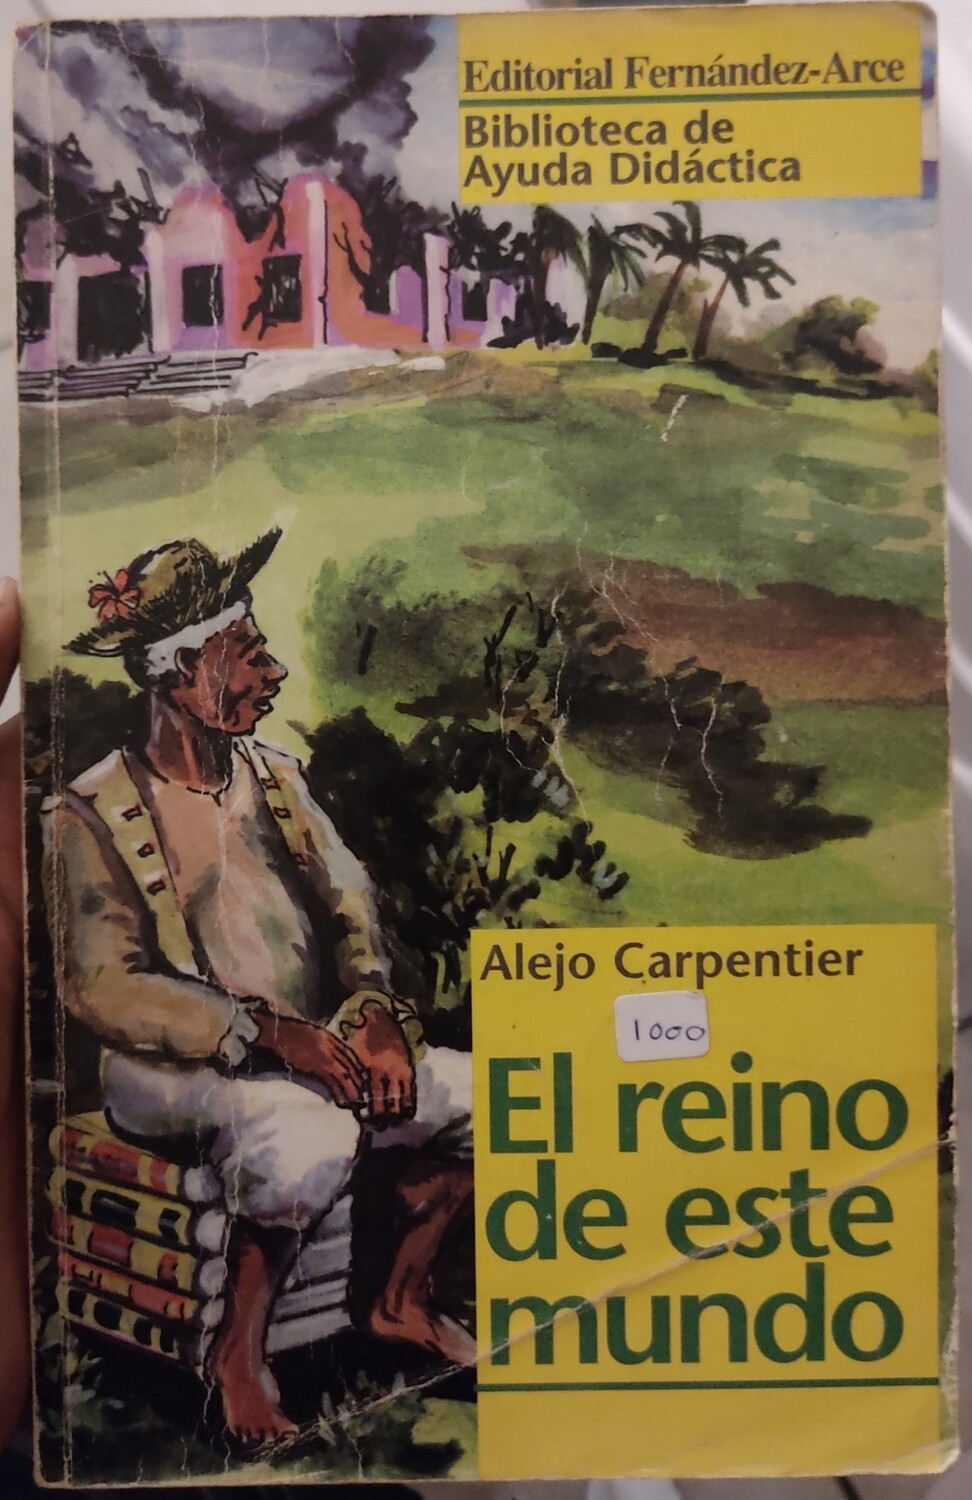 Editorial Fernández-Arce
Biblioteca de
Ayuda Didáctica
Alejo Carpentier
1000
El reino
de este
mundo